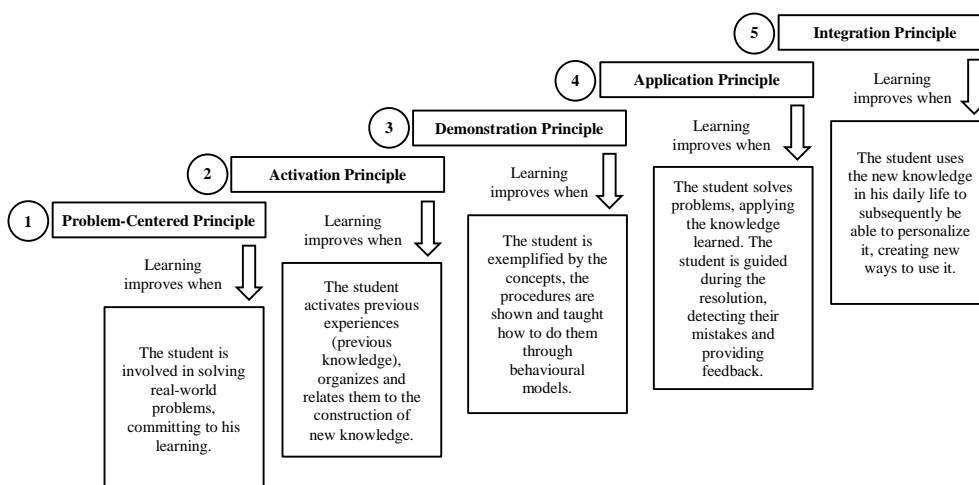 1
Problem-Centered Principle
Learning
improves when
The student is
involved in solving
real-world
problems,
committing to his
learning.
2
Activation Principle
Learning
improves when
The student
activates previous
experiences
(previous
knowledge),
organizes and
relates them to the
construction of
new knowledge.
3
Demonstration Principle
Learning
improves when
The student is
exemplified by the
concepts, the
procedures are
shown and taught
how to do them
through
behavioural
models.
4
Application Principle
Learning
improves when
The student solves
problems, applying
the knowledge
learned. The
student is guided
during the
resolution,
detecting their
mistakes and
providing
feedback.
5
Integration Principle
Learning
improves when
The student uses
the new knowledge
in his daily life to
subsequently be
able to personalize
it, creating new
ways to use it.